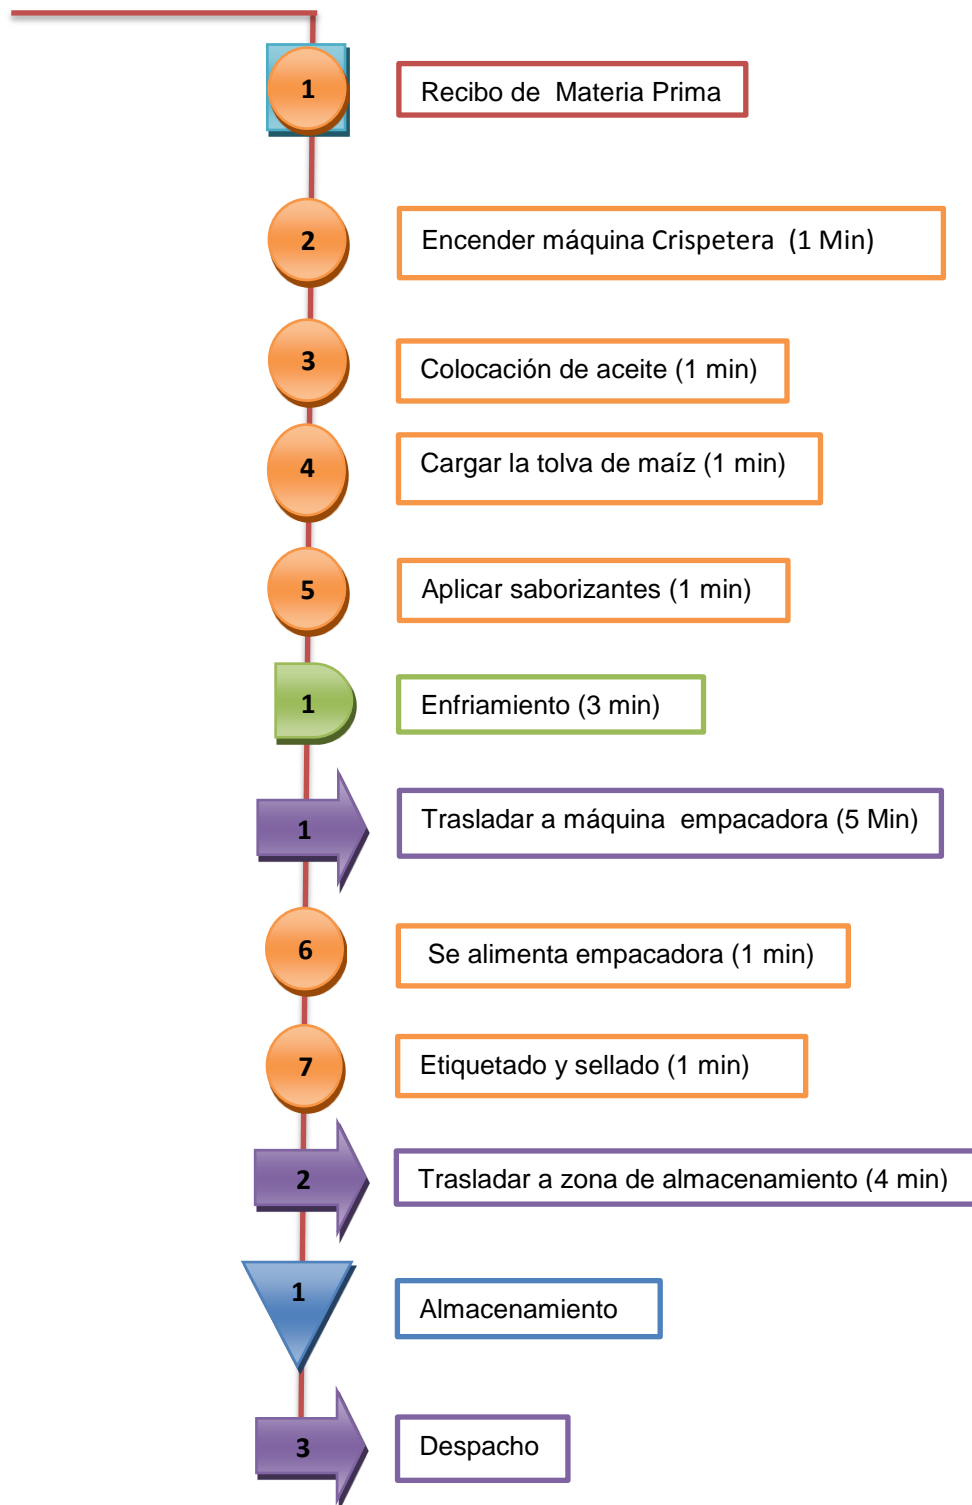 1
Recibo de Materia Prima
2
Encender máquina Crispetera (1 Min)
3
Colocación de aceite (1 min)
4
Cargar la tolva de maíz (1 min)
5
Aplicar saborizantes (1 min)
1
Enfriamiento (3 min)
1
Trasladar a máquina empacadora (5 Min)
6
Se alimenta empacadora (1 min)
7
Etiquetado y sellado (1 min)
2
Trasladar a zona de almacenamiento (4 min)
1
Almacenamiento
3
Despacho